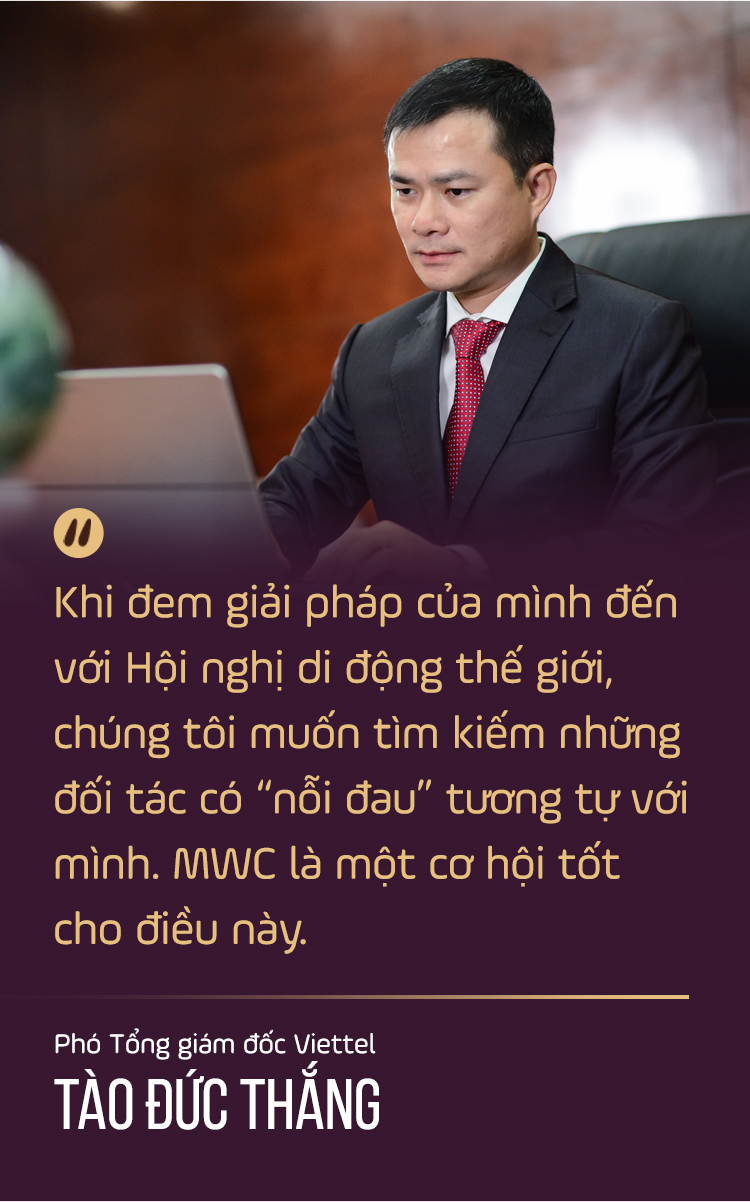 Khi đem giải pháp của mình đến
với Hội nghị di động thế giới,
chúng tôi muốn tìm kiếm những
đối tác có “nỗi đau” tương tự với
mình. MWC là một cơ hội tốt
cho điều này.
Phó Tổng giám đốc Viettel
TÀO ĐỨC THẮNG